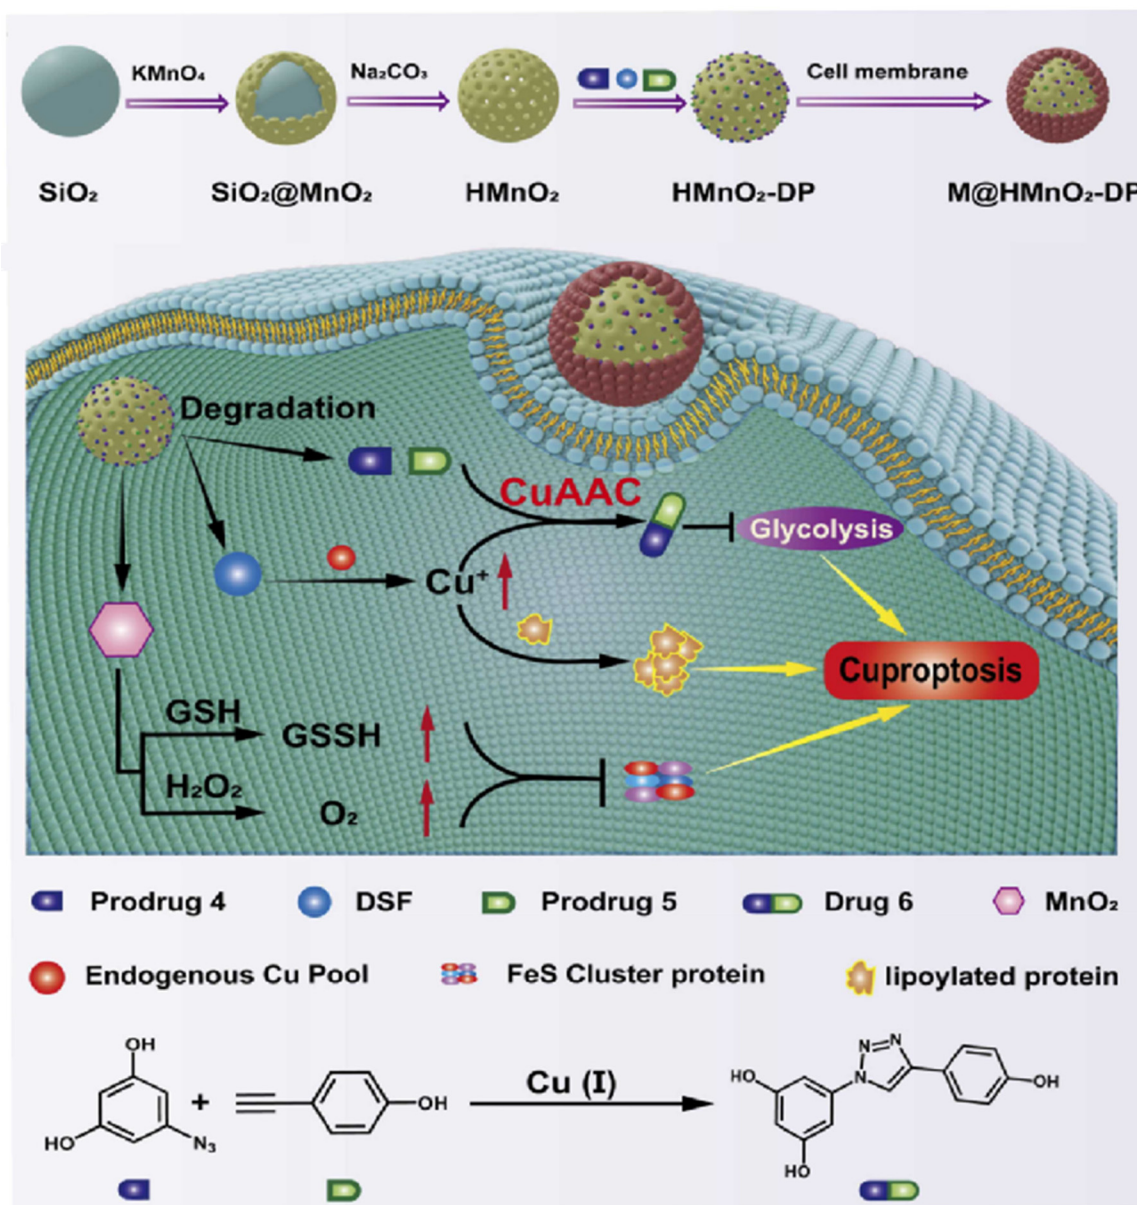 KMnO₄ Na₂CO₃ Cell membrane
SiO₂ SiO₂@MnO₂ HMnO₂ HMnO₂-DP M@HMnO₂-DP
Degradation
CuAAC
Glycolysis
Cu⁺
Cuproptosis
GSH
GSSH
H₂O₂
O₂
Prodrug 4 DSF Prodrug 5 Drug 6 MnO₂
Endogenous Cu Pool FeS Cluster protein lipoylated protein
OH
HO
N₃
+
OH
Cu (I)
N N
N
HO
OH
HO